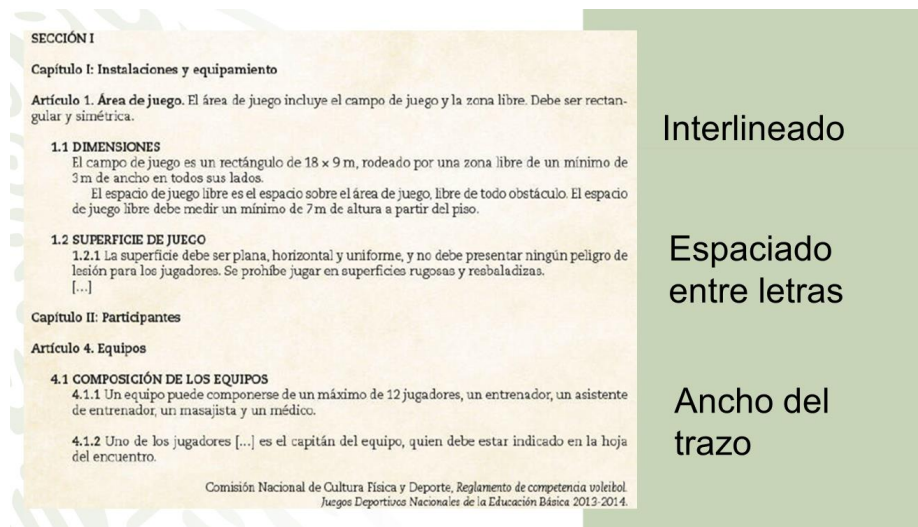 SECCIÓN I
Capítulo I: Instalaciones y equipamiento
Artículo 1. Área de juego. El área de juego incluye el campo de juego y la zona libre. Debe ser rectan-
gular y simétrica.
1.1 DIMENSIONES
El campo de juego es un rectángulo de 18 × 9 m, rodeado por una zona libre de un mínimo de
3 m de ancho en todos sus lados.
El espacio de juego libre es el espacio sobre el área de juego, libre de todo obstáculo. El espacio
de juego libre debe medir un mínimo de 7 m de altura a partir del piso.
1.2 SUPERFICIE DE JUEGO
1.2.1 La superficie debe ser plana, horizontal y uniforme, y no debe presentar ningún peligro de
lesión para los jugadores. Se prohíbe jugar en superficies rugosas y resbaladizas.
[...]
Capítulo II: Participantes
Artículo 4. Equipos
4.1 COMPOSICIÓN DE LOS EQUIPOS
4.1.1 Un equipo puede componerse de un máximo de 12 jugadores, un entrenador, un asistente
de entrenador, un masajista y un médico.
4.1.2 Uno de los jugadores [...] es el capitán del equipo, quien debe estar indicado en la hoja
del encuentro.
Comisión Nacional de Cultura Física y Deporte, Reglamento de competencia voleibol.
Juegos Deportivos Nacionales de la Educación Básica 2013-2014.
Interlineado
Espaciado
entre letras
Ancho del
trazo